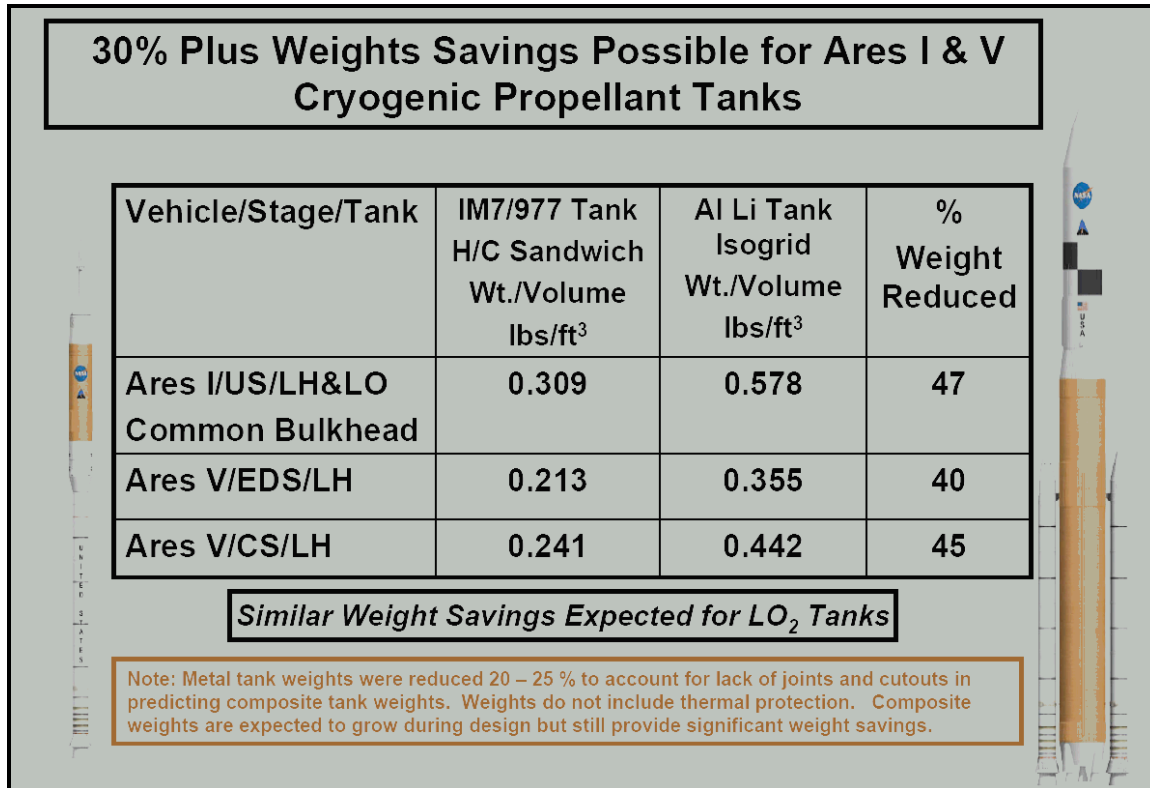 30% Plus Weights Savings Possible for Ares I & V
Cryogenic Propellant Tanks
Vehicle/Stage/Tank
IM7/977 Tank
H/C Sandwich
Wt./Volume
lbs/ft³
Al Li Tank
Isogrid
Wt./Volume
lbs/ft³
%
Weight
Reduced
Ares I/US/LH&LO
Common Bulkhead
0.309
0.578
47
Ares V/EDS/LH
0.213
0.355
40
Ares V/CS/LH
0.241
0.442
45
Similar Weight Savings Expected for LO₂ Tanks
Note: Metal tank weights were reduced 20 – 25 % to account for lack of joints and cutouts in
predicting composite tank weights.  Weights do not include thermal protection.   Composite
weights are expected to grow during design but still provide significant weight savings.
UNITED STATES
NASA
USA